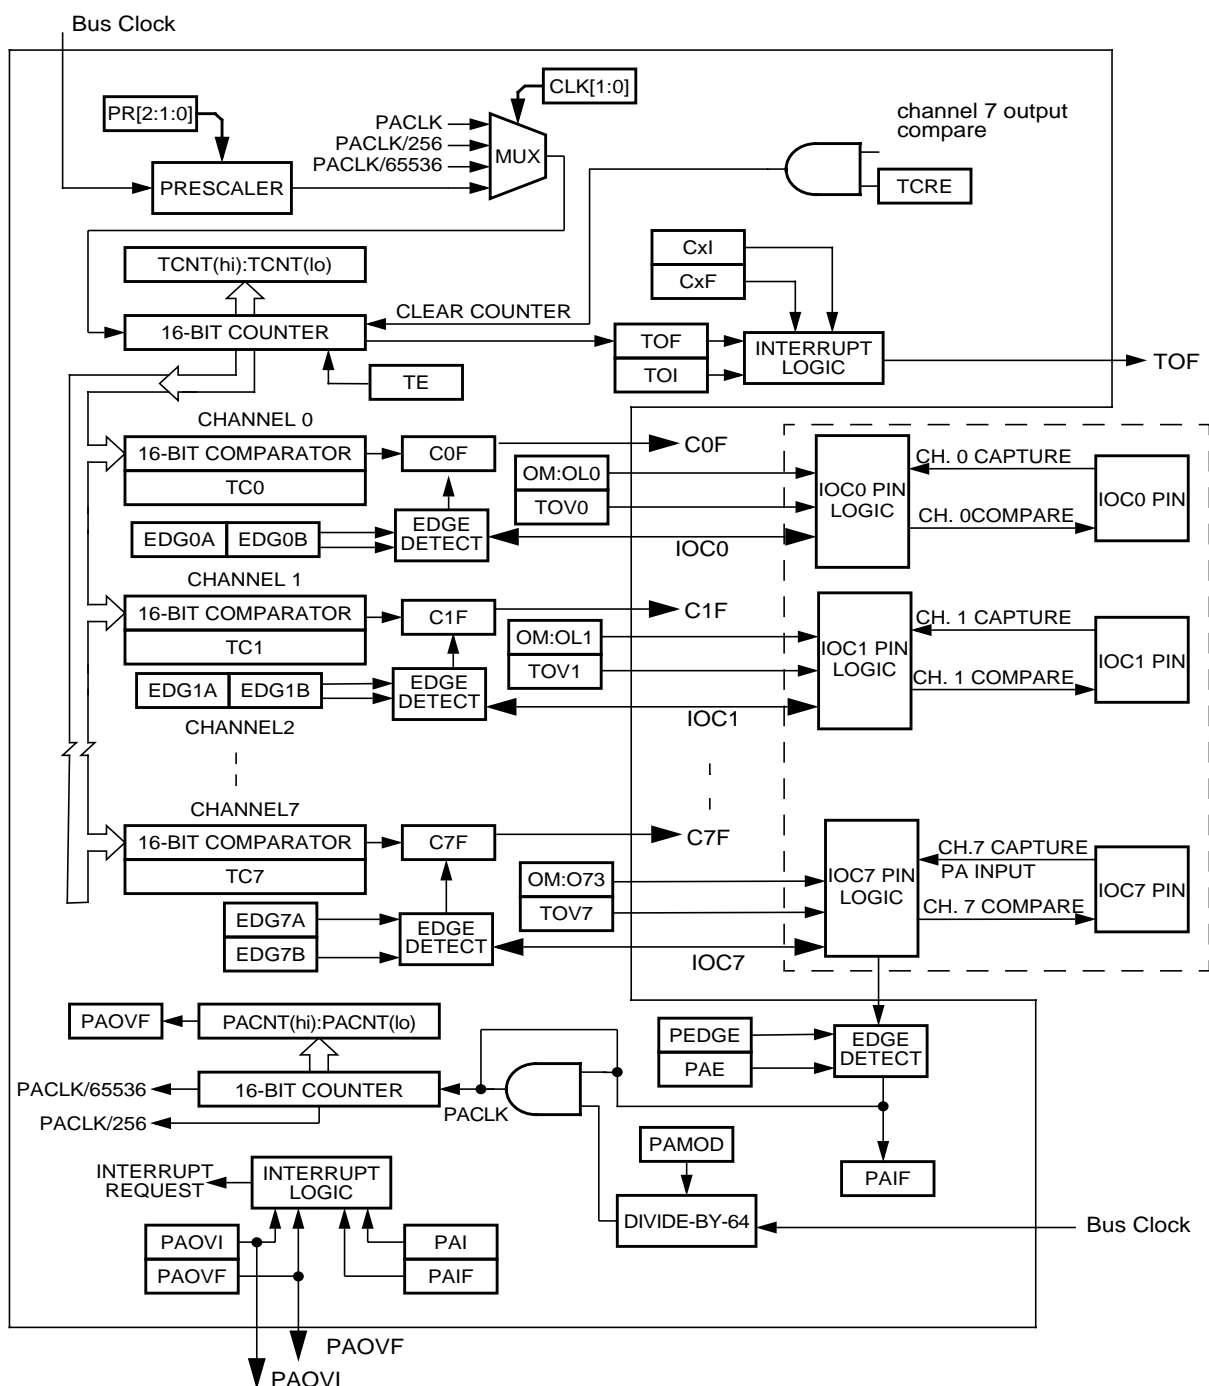 Bus Clock
PR[2:1:0]
CLK[1:0]
PACLK
PACLK/256
PACLK/65536
MUX
PRESCALER
channel 7 output
compare
TCRE
TCNT(hi):TCNT(lo)
CxI
CxF
CLEAR COUNTER
16-BIT COUNTER
TOF
TOI
INTERRUPT
LOGIC
TOF
TE
CHANNEL 0
16-BIT COMPARATOR
TC0
C0F
C0F
OM:OL0
TOV0
EDG0A
EDG0B
EDGE
DETECT
IOC0
IOC0 PIN
LOGIC
CH. 0 CAPTURE
CH. 0COMPARE
IOC0 PIN
CHANNEL 1
16-BIT COMPARATOR
TC1
C1F
C1F
OM:OL1
TOV1
EDG1A
EDG1B
EDGE
DETECT
IOC1
IOC1 PIN
LOGIC
CH. 1 CAPTURE
CH. 1 COMPARE
IOC1 PIN
CHANNEL2
CHANNEL7
16-BIT COMPARATOR
TC7
C7F
C7F
OM:O73
TOV7
EDG7A
EDG7B
EDGE
DETECT
IOC7
IOC7 PIN
LOGIC
CH.7 CAPTURE
PA INPUT
CH. 7 COMPARE
IOC7 PIN
PAOVF
PACNT(hi):PACNT(lo)
PEDGE
PAE
EDGE
DETECT
PACLK/65536
16-BIT COUNTER
PACLK
PACLK/256
PAMOD
PAIF
INTERRUPT
REQUEST
INTERRUPT
LOGIC
DIVIDE-BY-64
Bus Clock
PAOVI
PAOVF
PAI
PAIF
PAOVF
PAOVI